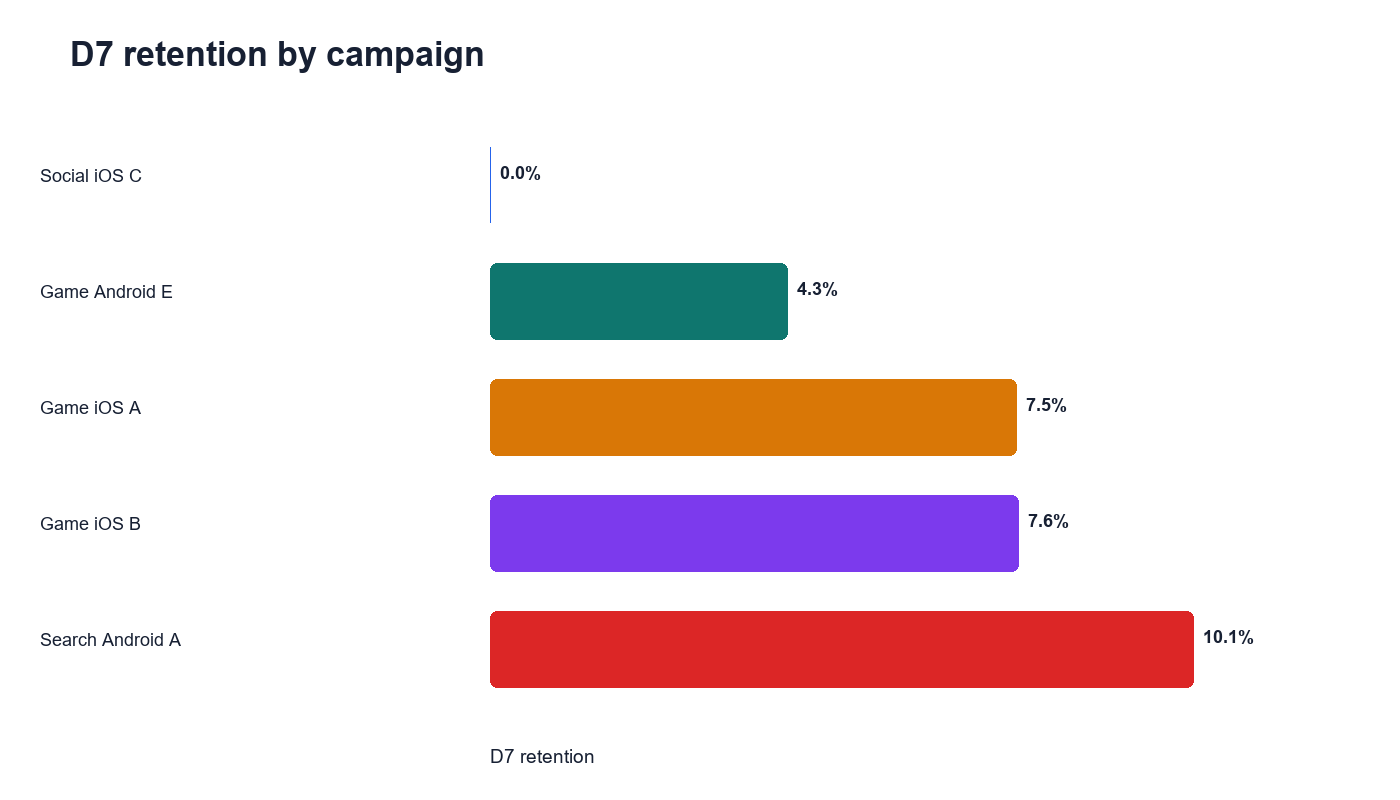 D7 retention by campaign
Social iOS C 0.0%
Game Android E 4.3%
Game iOS A 7.5%
Game iOS B 7.6%
Search Android A 10.1%
D7 retention